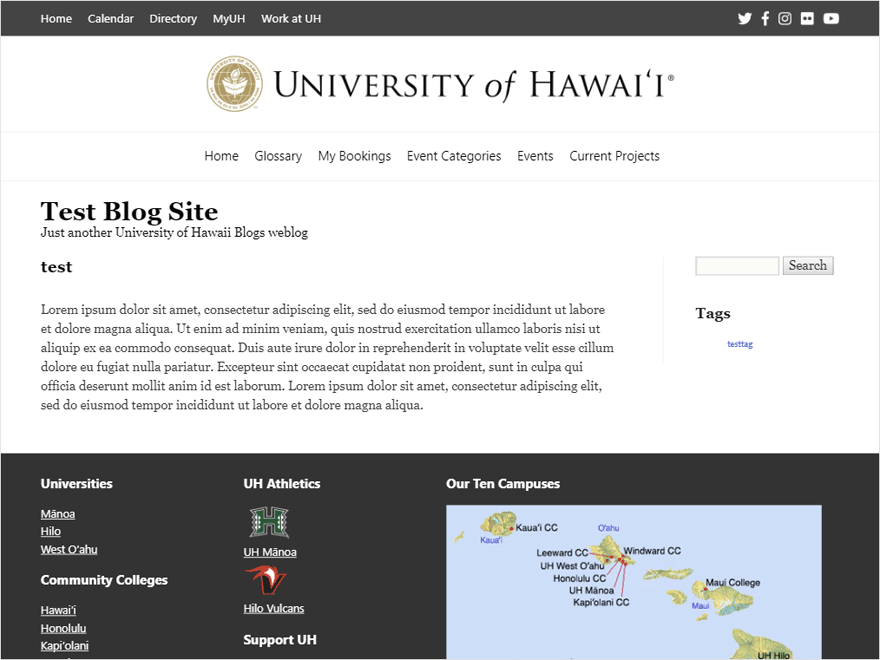 Home Calendar Directory MyUH Work at UH
UNIVERSITY of HAWAIʻI®
Home Glossary My Bookings Event Categories Events Current Projects
Test Blog Site
Just another University of Hawaii Blogs weblog
test
Lorem ipsum dolor sit amet, consectetur adipiscing elit, sed do eiusmod tempor incididunt ut labore
et dolore magna aliqua. Ut enim ad minim veniam, quis nostrud exercitation ullamco laboris nisi ut
aliquip ex ea commodo consequat. Duis aute irure dolor in reprehenderit in voluptate velit esse cillum
dolore eu fugiat nulla pariatur. Excepteur sint occaecat cupidatat non proident, sunt in culpa qui
officia deserunt mollit anim id est laborum. Lorem ipsum dolor sit amet, consectetur adipiscing elit,
sed do eiusmod tempor incididunt ut labore et dolore magna aliqua.
Search
Tags
testtag
Universities
Mānoa
Hilo
West Oʻahu
Community Colleges
Hawaiʻi
Honolulu
Kapiʻolani
UH Athletics
H
UH Mānoa
Hilo Vulcans
Support UH
Our Ten Campuses
Kauaʻi CC
Kauaʻi
Oʻahu
Leeward CC
Windward CC
UH West Oʻahu
Honolulu CC
UH Mānoa
Kapiʻolani CC
Maui College
Maui
UH Hilo